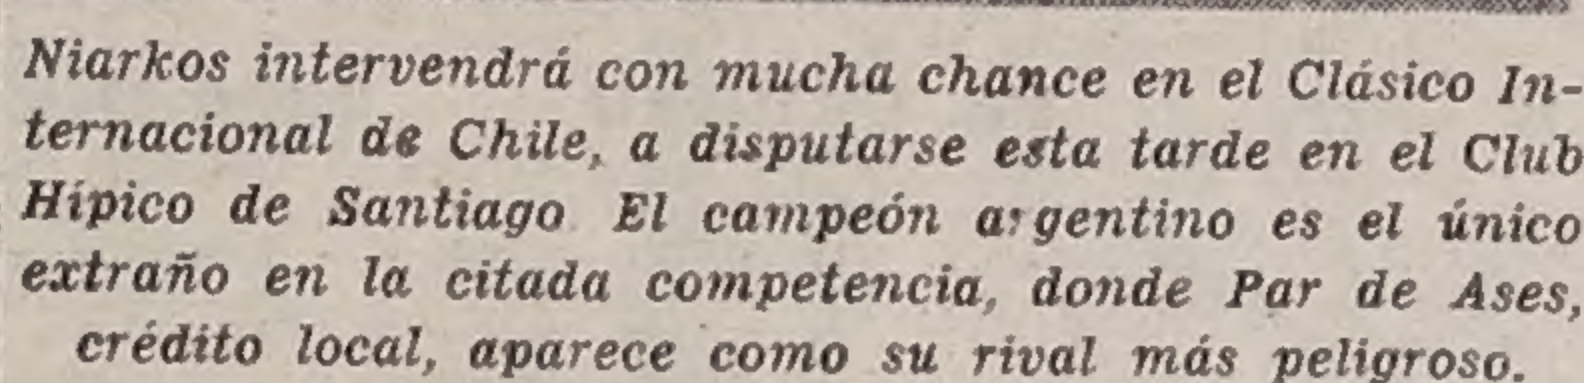 Niarkos intervendrá con mucha chance en el Clásico In-
ternacional de Chile, a disputarse esta tarde en el Club
Hípico de Santiago. El campeón argentino es el único
extraño en la citada competencia, donde Par de Ases,
crédito local, aparece como su rival más peligroso.